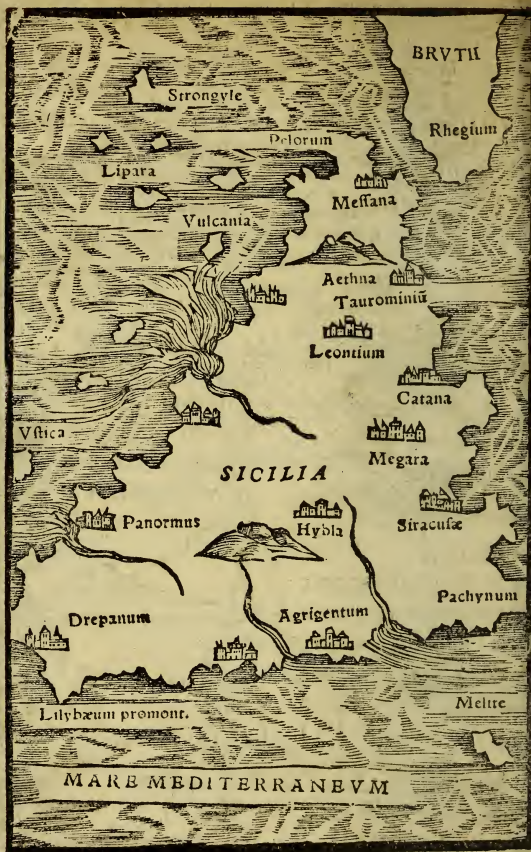 BRVTII
Strongyle
Rhegium
Pelorum
Lipara
Messana
Vulcania
Aethna
Taurominiū
Leontium
Catana
Vstica
Megara
SICILIA
Panormus
Hybla
Siracusæ
Pachynum
Drepanum
Agrigentum
Lilybæum promont.
Melite
MARE MEDITERRANEVM